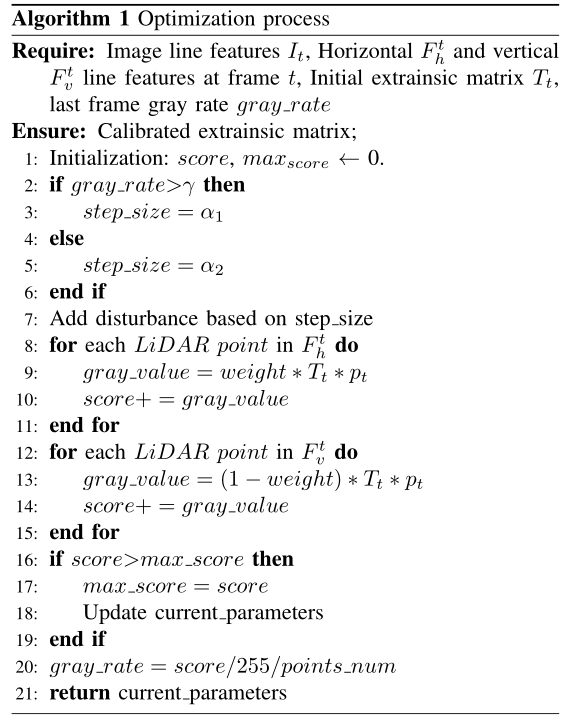 Algorithm 1 Optimization process
Require: Image line features I_t, Horizontal F_h^t and vertical
F_v^t line features at frame t, Initial extrainsic matrix T_t,
last frame gray rate gray_rate
Ensure: Calibrated extrainsic matrix;
1: Initialization: score, max_{score} ← 0.
2: if gray_rate>γ then
3: step_size = α_1
4: else
5: step_size = α_2
6: end if
7: Add disturbance based on step_size
8: for each LiDAR point in F_h^t do
9: gray_value = weight ∗ T_t ∗ p_t
10: score+ = gray_value
11: end for
12: for each LiDAR point in F_v^t do
13: gray_value = (1 − weight) ∗ T_t ∗ p_t
14: score+ = gray_value
15: end for
16: if score>max_score then
17: max_score = score
18: Update current_parameters
19: end if
20: gray_rate = score/255/points_num
21: return current_parameters